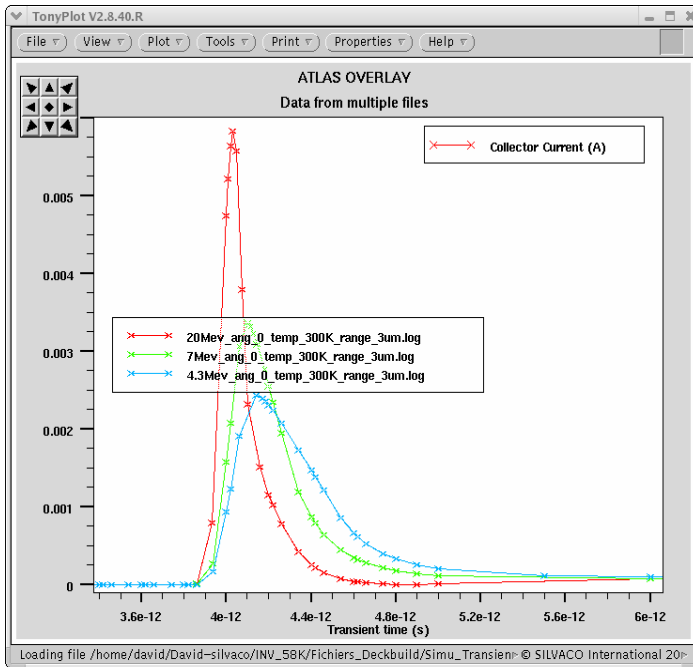 TonyPlot V2.8.40.R
File View Plot Tools Print Properties Help
ATLAS OVERLAY
Data from multiple files
Collector Current (A)
0.005
0.004
0.003
0.002
0.001
0
20Mev_ang_0_temp_300K_range_3um.log
7Mev_ang_0_temp_300K_range_3um.log
4.3Mev_ang_0_temp_300K_range_3um.log
3.6e-12 4e-12 4.4e-12 4.8e-12 5.2e-12 5.6e-12 6e-12
Transient time (s)
Loading file /home/david/David-silvaco/INV_58K/Fichiers_Deckbuild/Simu_Transien © SILVACO International 20